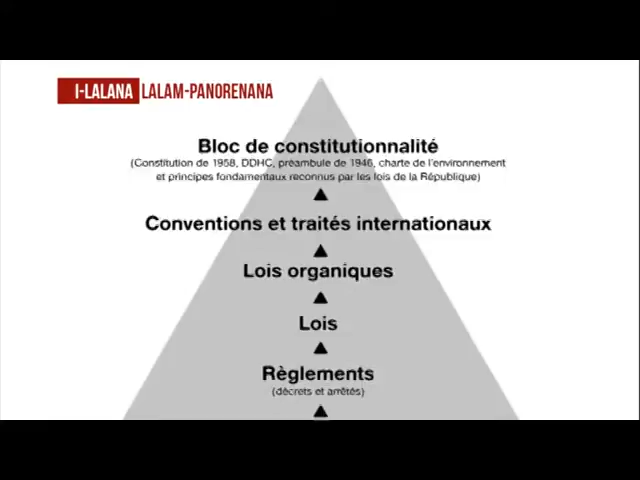 I-LALANA LALAM-PANORENANA
Bloc de constitutionnalité
(Constitution de 1958, DDHC, préambule de 1946, charte de l'environnement
et principes fondamentaux reconnus par les lois de la République)
Conventions et traités internationaux
Lois organiques
Lois
Règlements
(décrets et arrêtés)